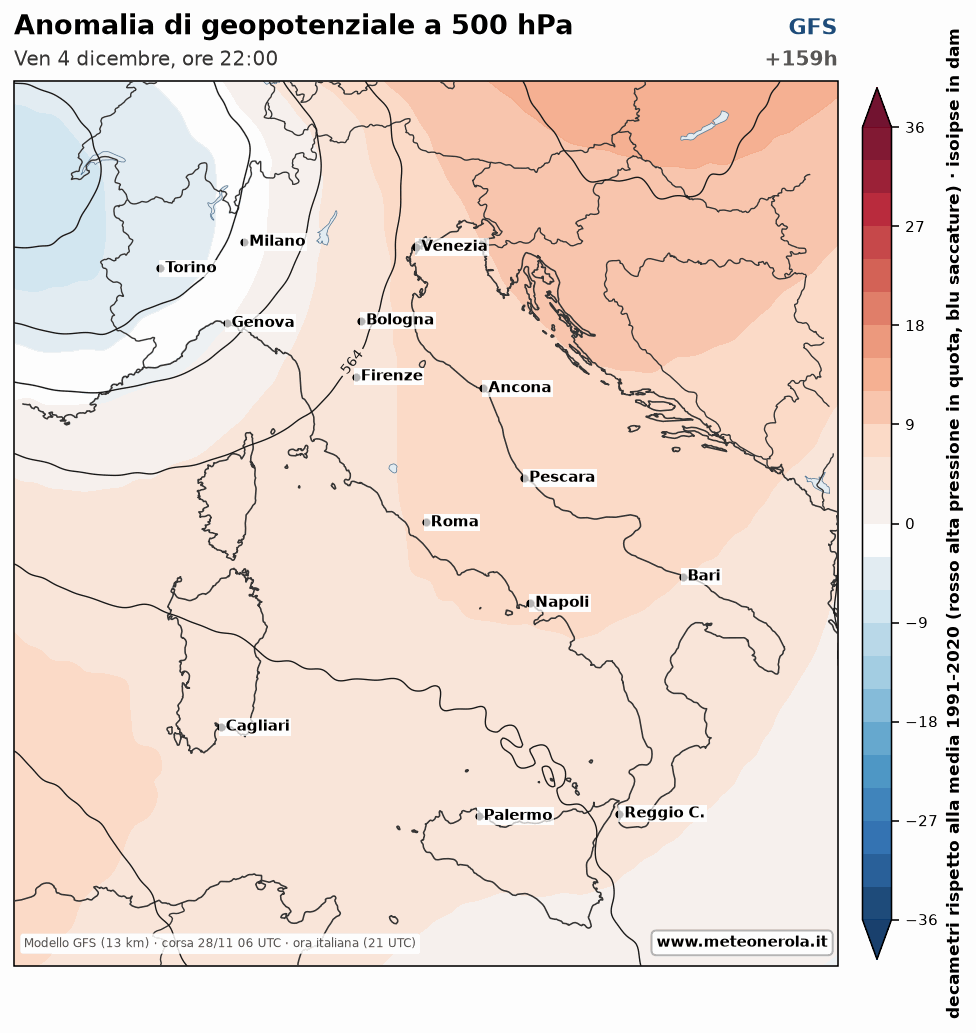 Anomalia di geopotenziale a 500 hPa
GFS
Ven 4 dicembre, ore 22:00
+159h
Milano
Torino
Venezia
Genova
Bologna
564
Firenze
Ancona
Pescara
Roma
Bari
Napoli
Cagliari
Palermo
Reggio C.
Modello GFS (13 km) · corsa 28/11 06 UTC · ora italiana (21 UTC)
www.meteonerola.it
36
27
18
9
0
−9
−18
−27
−36
decametri rispetto alla media 1991-2020 (rosso alta pressione in quota, blu saccature) · isoipse in dam